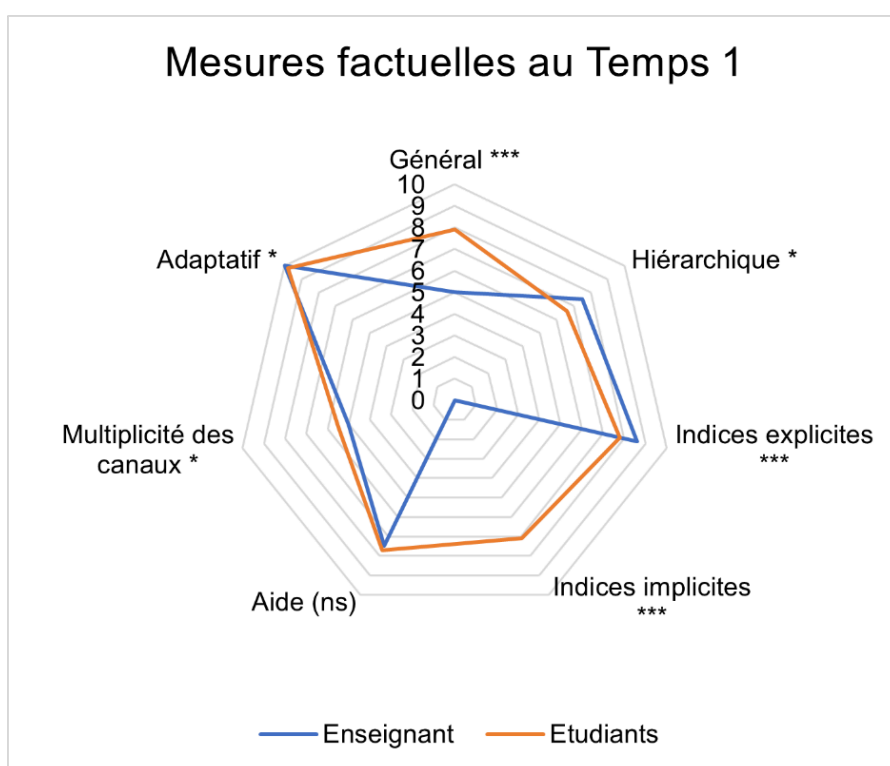 Mesures factuelles au Temps 1
Général ***
10
9
8
7
6
5
4
3
2
1
0
Hiérarchique *
Indices explicites
***
Indices implicites
***
Aide (ns)
Multiplicité des
canaux *
Adaptatif *
Enseignant
Etudiants